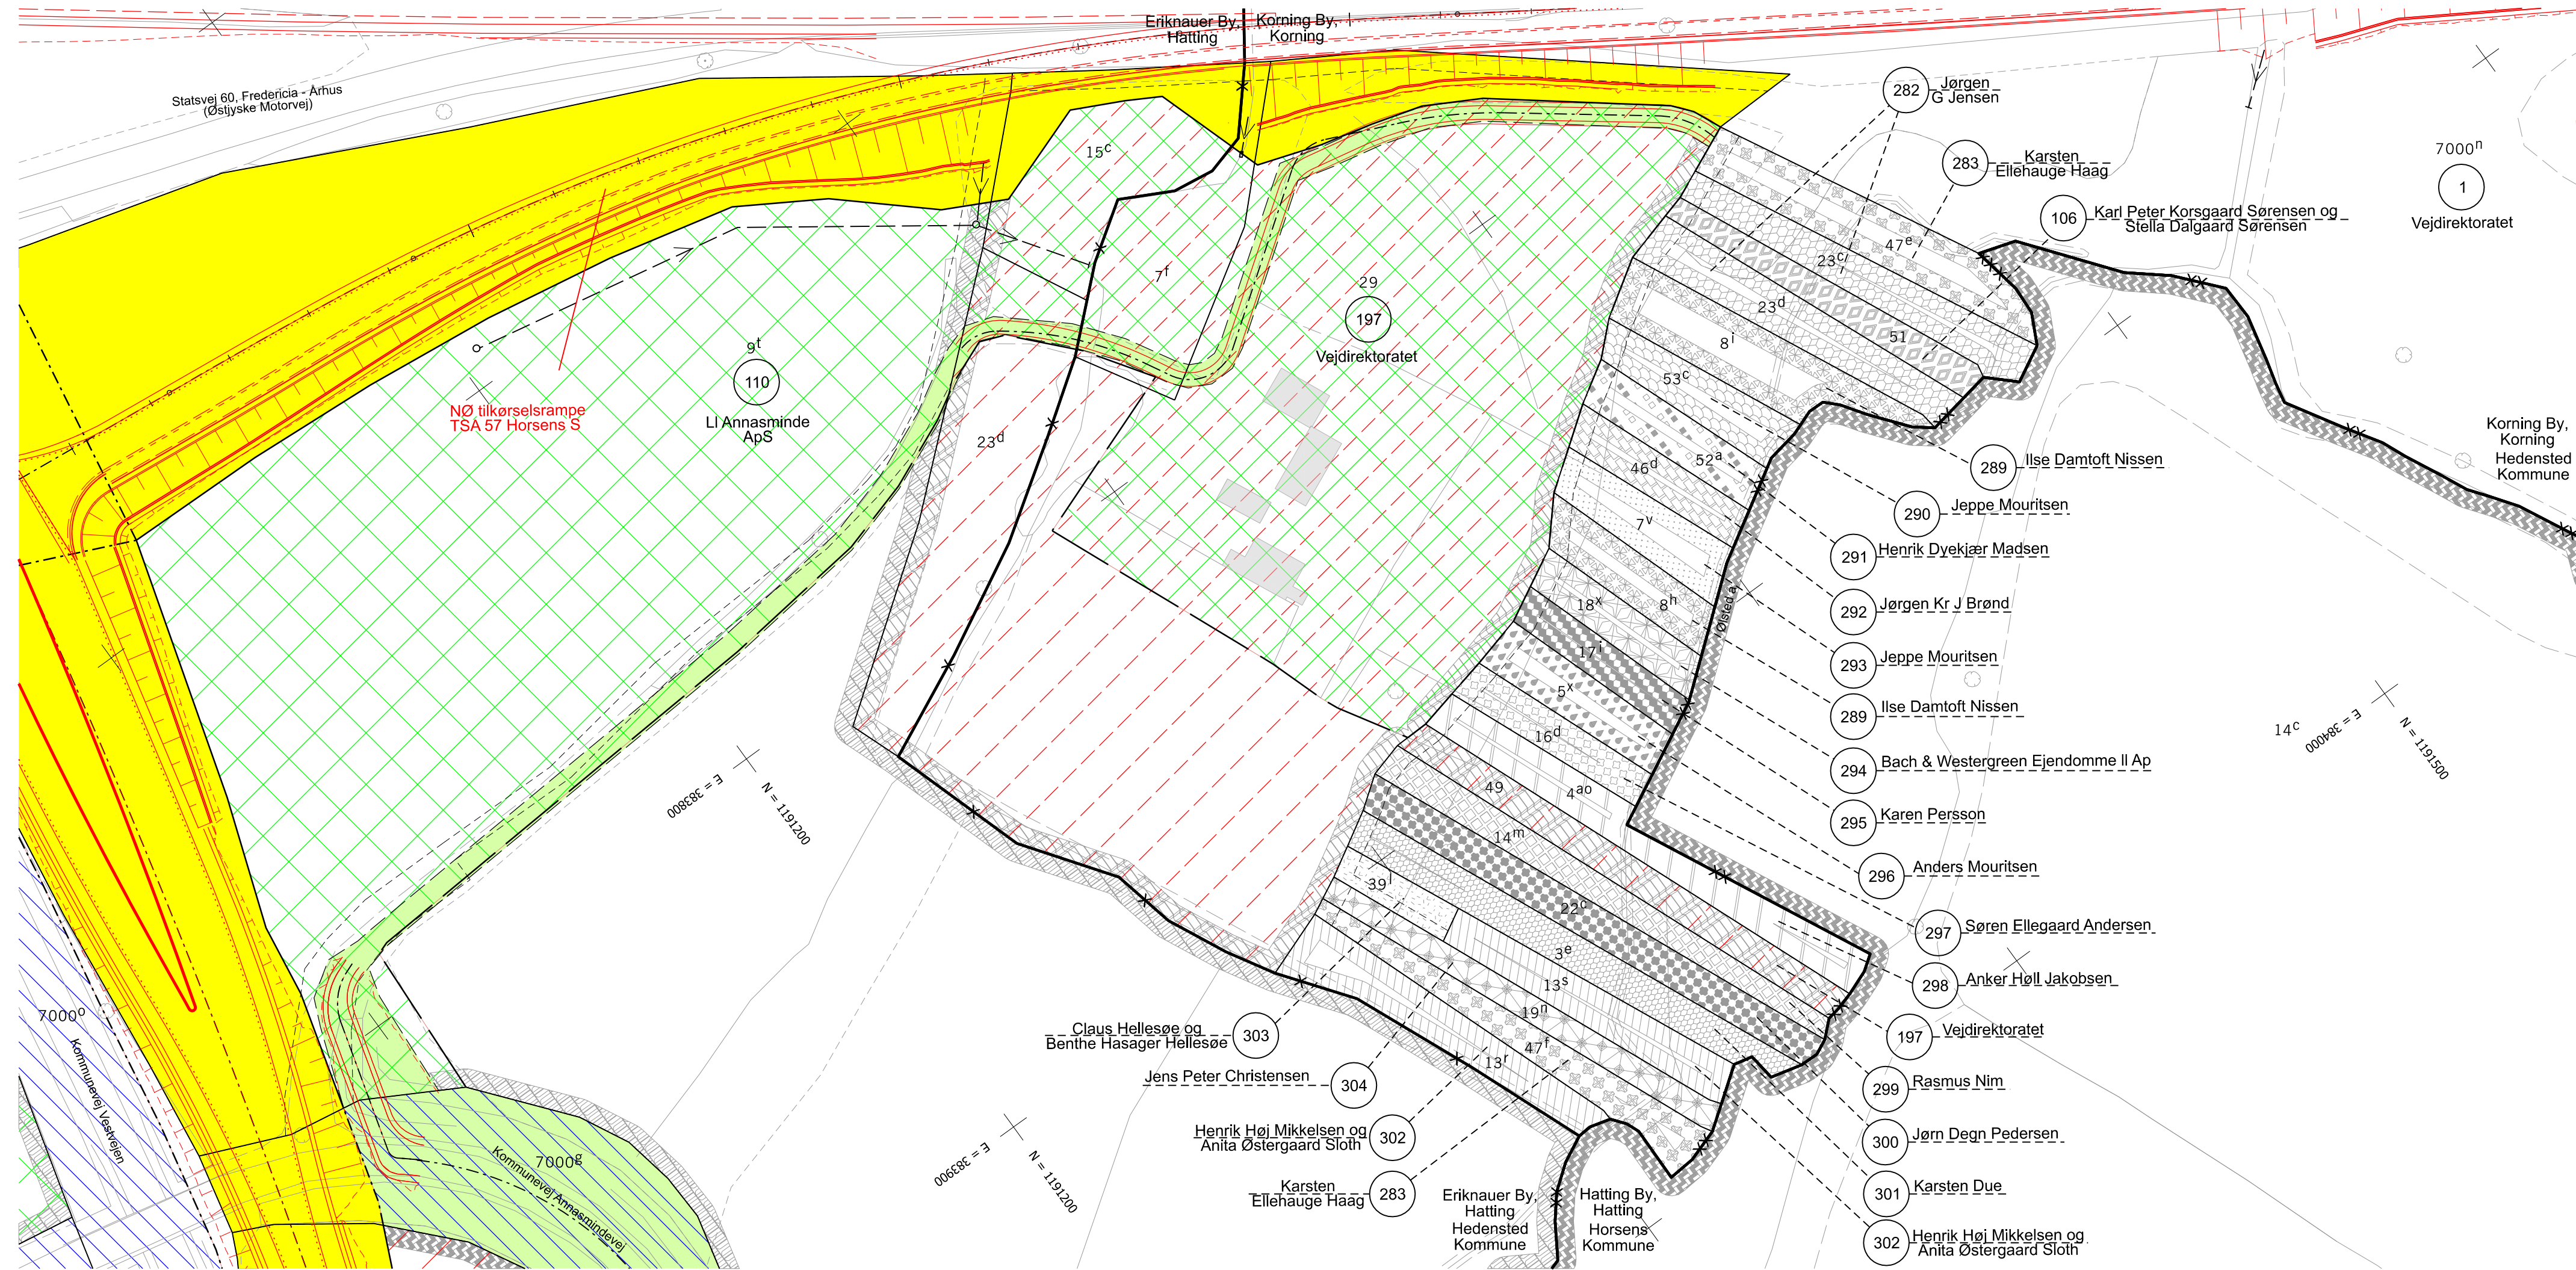 Eriknauer By,
Hatting
Korning By,
Korning
Statsvej 60, Fredericia - Århus
(Østjyske Motorvej)
282
Jørgen
G Jensen
283
Karsten
Ellehauge Haag
106
Karl Peter Korsgaard Sørensen og
Stella Dalgaard Sørensen
7000n
1
Vejdirektoratet
15c
7f
29
197
Vejdirektoratet
47e
23c
23d
51
8i
53c
52a
46d
7v
8h
18x
17i
5x
16d
4ao
49
14m
22c
39l
3e
13s
19n
47f
13r
9t
110
LI Annasminde
ApS
NØ tilkørselsrampe
TSA 57 Horsens S
23d
Ølsted å
Korning By,
Korning
Hedensted
Kommune
289
Ilse Damtoft Nissen
290
Jeppe Mouritsen
291
Henrik Dyekjær Madsen
292
Jørgen Kr J Brønd
293
Jeppe Mouritsen
289
Ilse Damtoft Nissen
294
Bach & Westergreen Ejendomme II Ap
295
Karen Persson
296
Anders Mouritsen
297
Søren Ellegaard Andersen
298
Anker Høll Jakobsen
197
Vejdirektoratet
299
Rasmus Nim
300
Jørn Degn Pedersen
301
Karsten Due
302
Henrik Høj Mikkelsen og
Anita Østergaard Sloth
14c
E = 384000
N = 1191500
E = 383800
N = 1191200
E = 383900
N = 1191200
Claus Hellesøe og
Benthe Hasager Hellesøe
303
Jens Peter Christensen
304
Henrik Høj Mikkelsen og
Anita Østergaard Sloth
302
Karsten
Ellehauge Haag
283
Eriknauer By,
Hatting
Hedensted
Kommune
Hatting By,
Hatting
Horsens
Kommune
7000o
Kommunevej Vestvejen
7000g
Kommunevej Annasmindevej